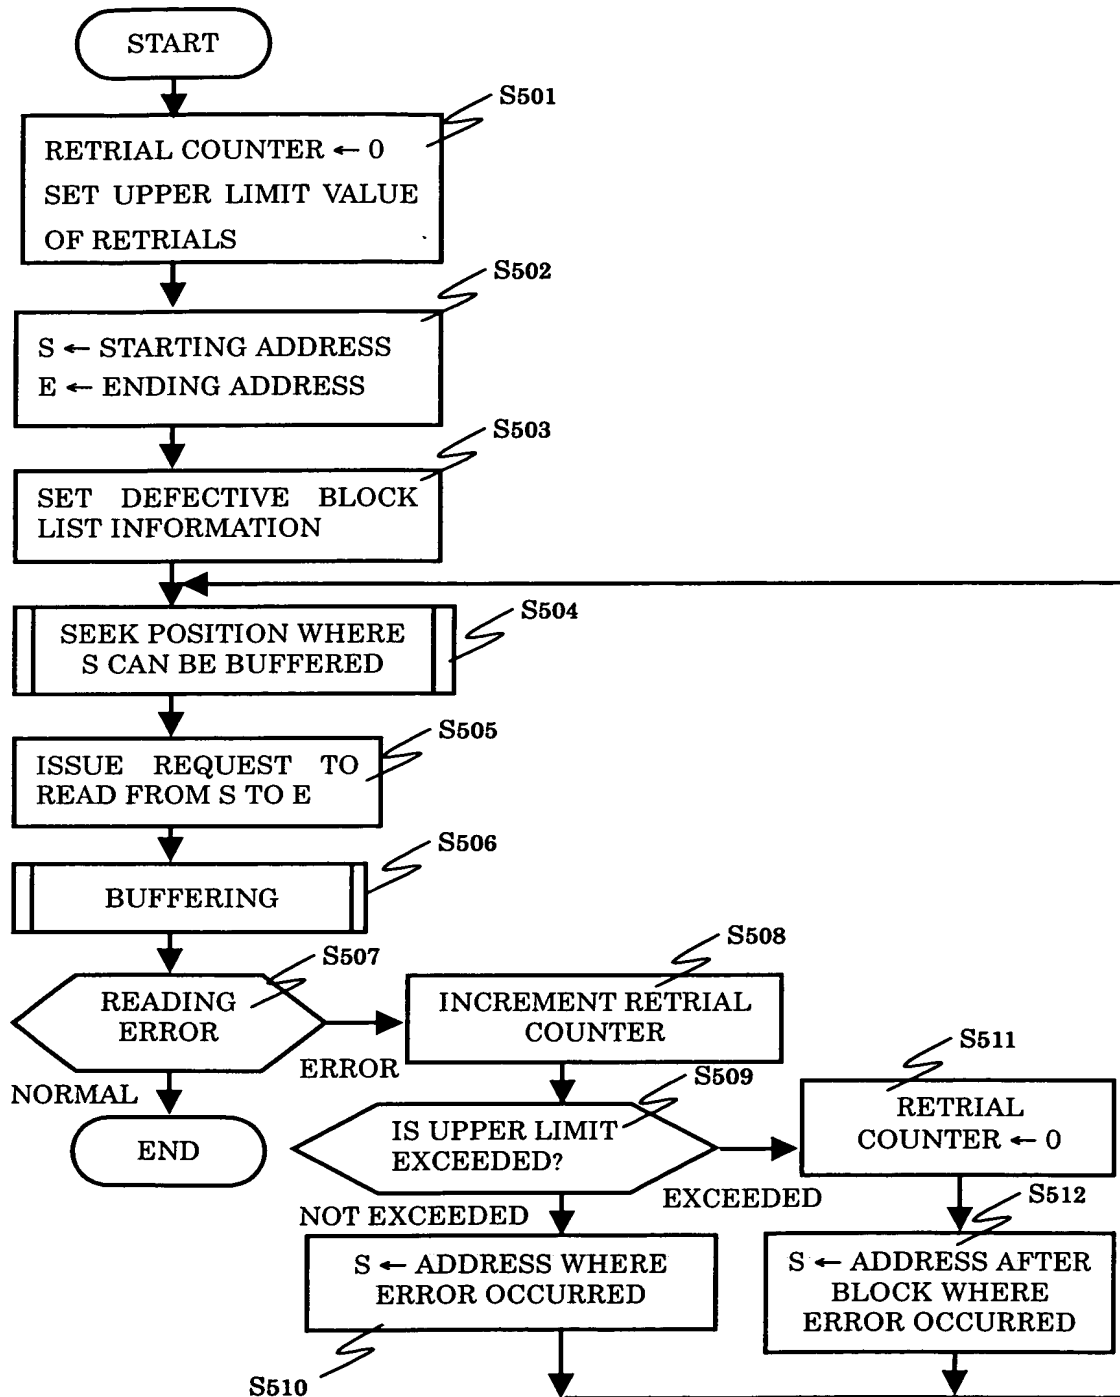 START
S501
RETRIAL COUNTER ← 0
SET UPPER LIMIT VALUE
OF RETRIALS
S502
S ← STARTING ADDRESS
E ← ENDING ADDRESS
S503
SET DEFECTIVE BLOCK
LIST INFORMATION
S504
SEEK POSITION WHERE
S CAN BE BUFFERED
S505
ISSUE REQUEST TO
READ FROM S TO E
S506
BUFFERING
S507
READING
ERROR
NORMAL
ERROR
END
S508
INCREMENT RETRIAL
COUNTER
S509
IS UPPER LIMIT
EXCEEDED?
NOT EXCEEDED
EXCEEDED
S511
RETRIAL
COUNTER ← 0
S ← ADDRESS WHERE
ERROR OCCURRED
S510
S512
S ← ADDRESS AFTER
BLOCK WHERE
ERROR OCCURRED